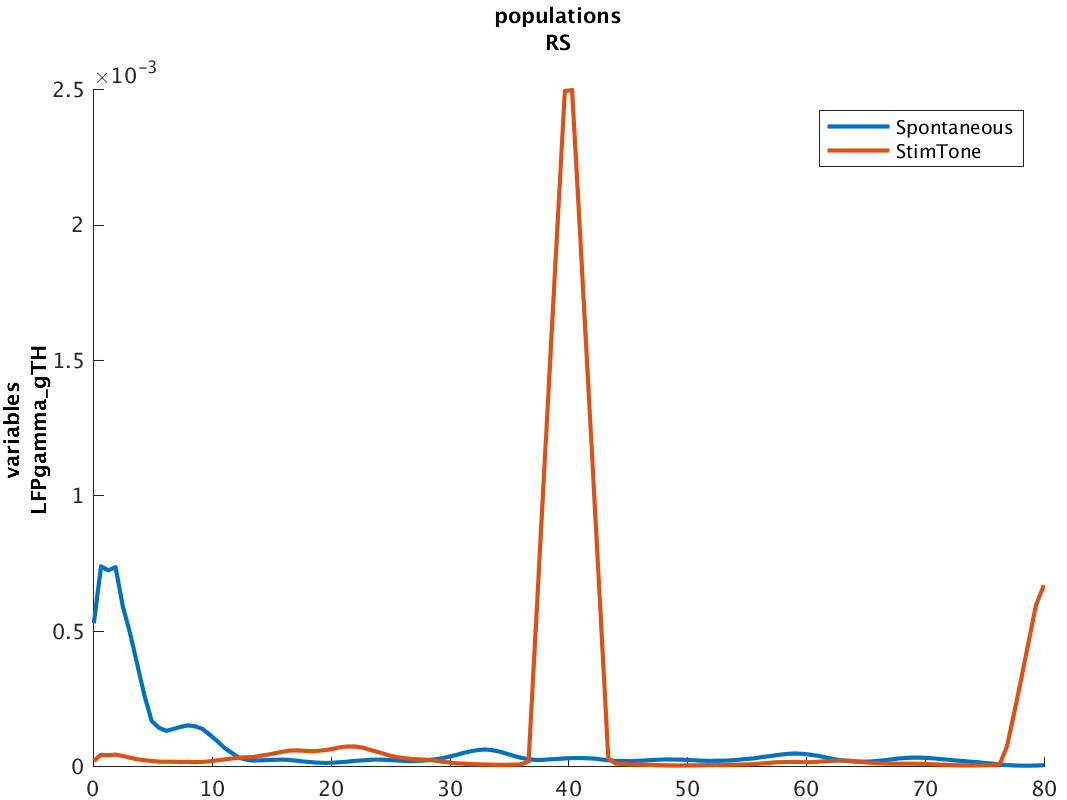 populations
RS
×10⁻³
2.5
2
1.5
1
0.5
0
variables
LFPgamma_gTH
Spontaneous
StimTone
0 10 20 30 40 50 60 70 80